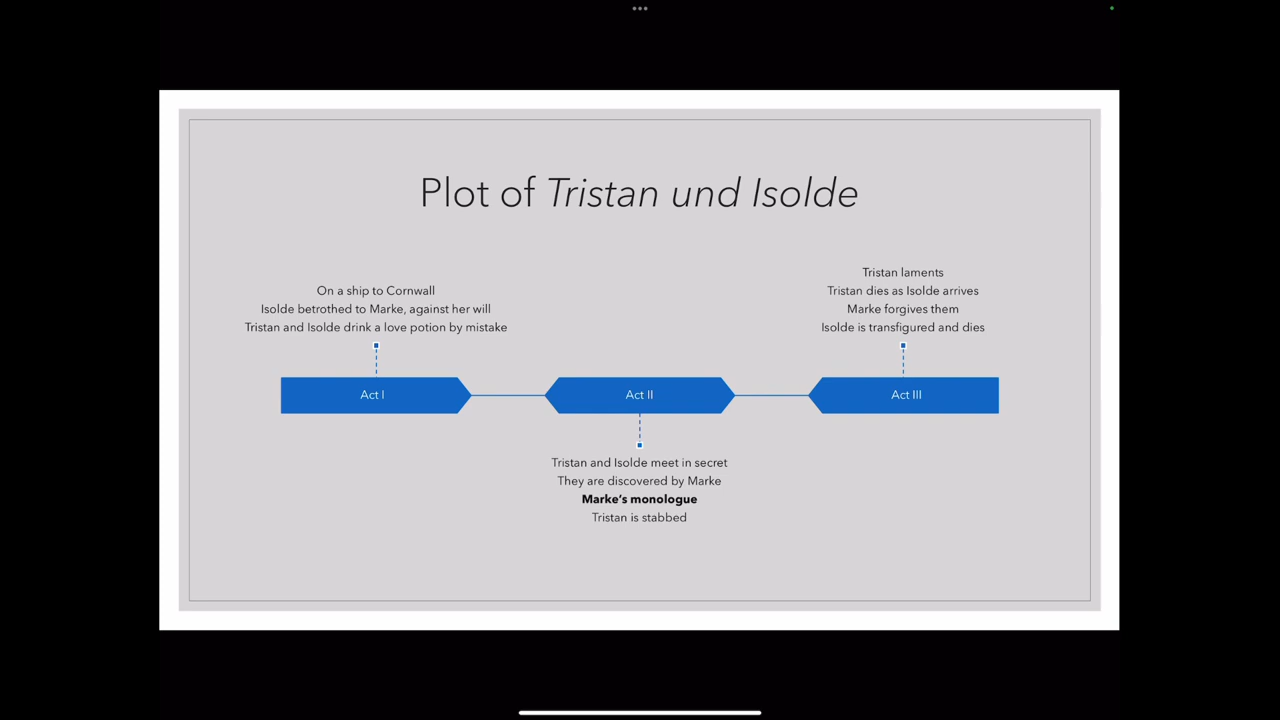 Plot of Tristan und Isolde
On a ship to Cornwall
Isolde betrothed to Marke, against her will
Tristan and Isolde drink a love potion by mistake
Act I
Tristan and Isolde meet in secret
They are discovered by Marke
Marke’s monologue
Tristan is stabbed
Act II
Tristan laments
Tristan dies as Isolde arrives
Marke forgives them
Isolde is transfigured and dies
Act III